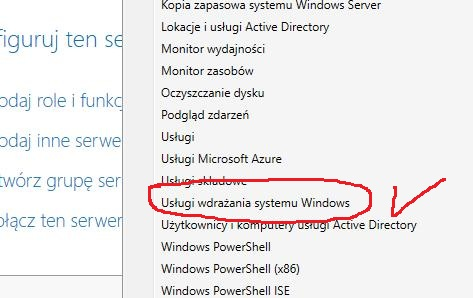 Kopia zapasowa systemu Windows Server
Lokacje i usługi Active Directory
figuruj ten se
Monitor wydajności
Monitor zasobów
odaj role i funkc
Oczyszczanie dysku
Podgląd zdarzeń
odaj inne serwe
Usługi
Usługi Microsoft Azure
twórz grupę ser
Usługi składowe
Usługi wdrażania systemu Windows
ołącz ten serwer
Użytkownicy i komputery usługi Active Directory
Windows PowerShell
Windows PowerShell (x86)
Windows PowerShell ISE